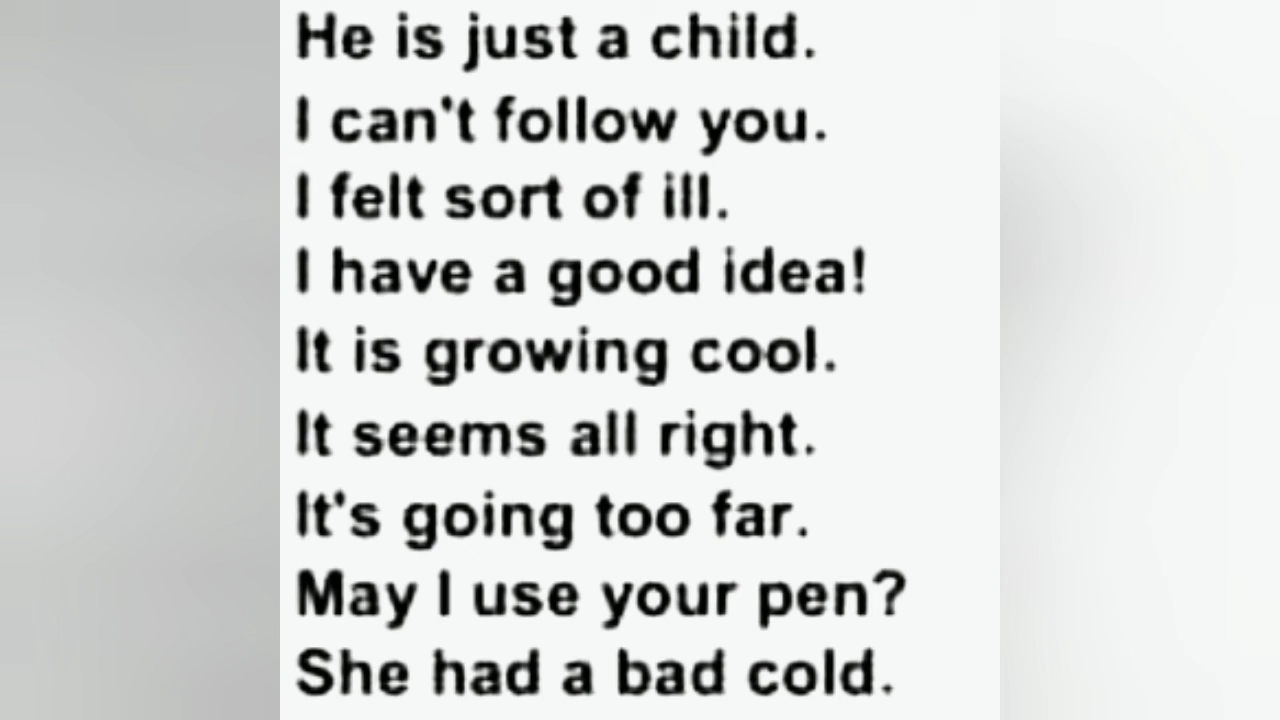 He is just a child.
I can't follow you.
I felt sort of ill.
I have a good idea!
It is growing cool.
It seems all right.
It's going too far.
May I use your pen?
She had a bad cold.